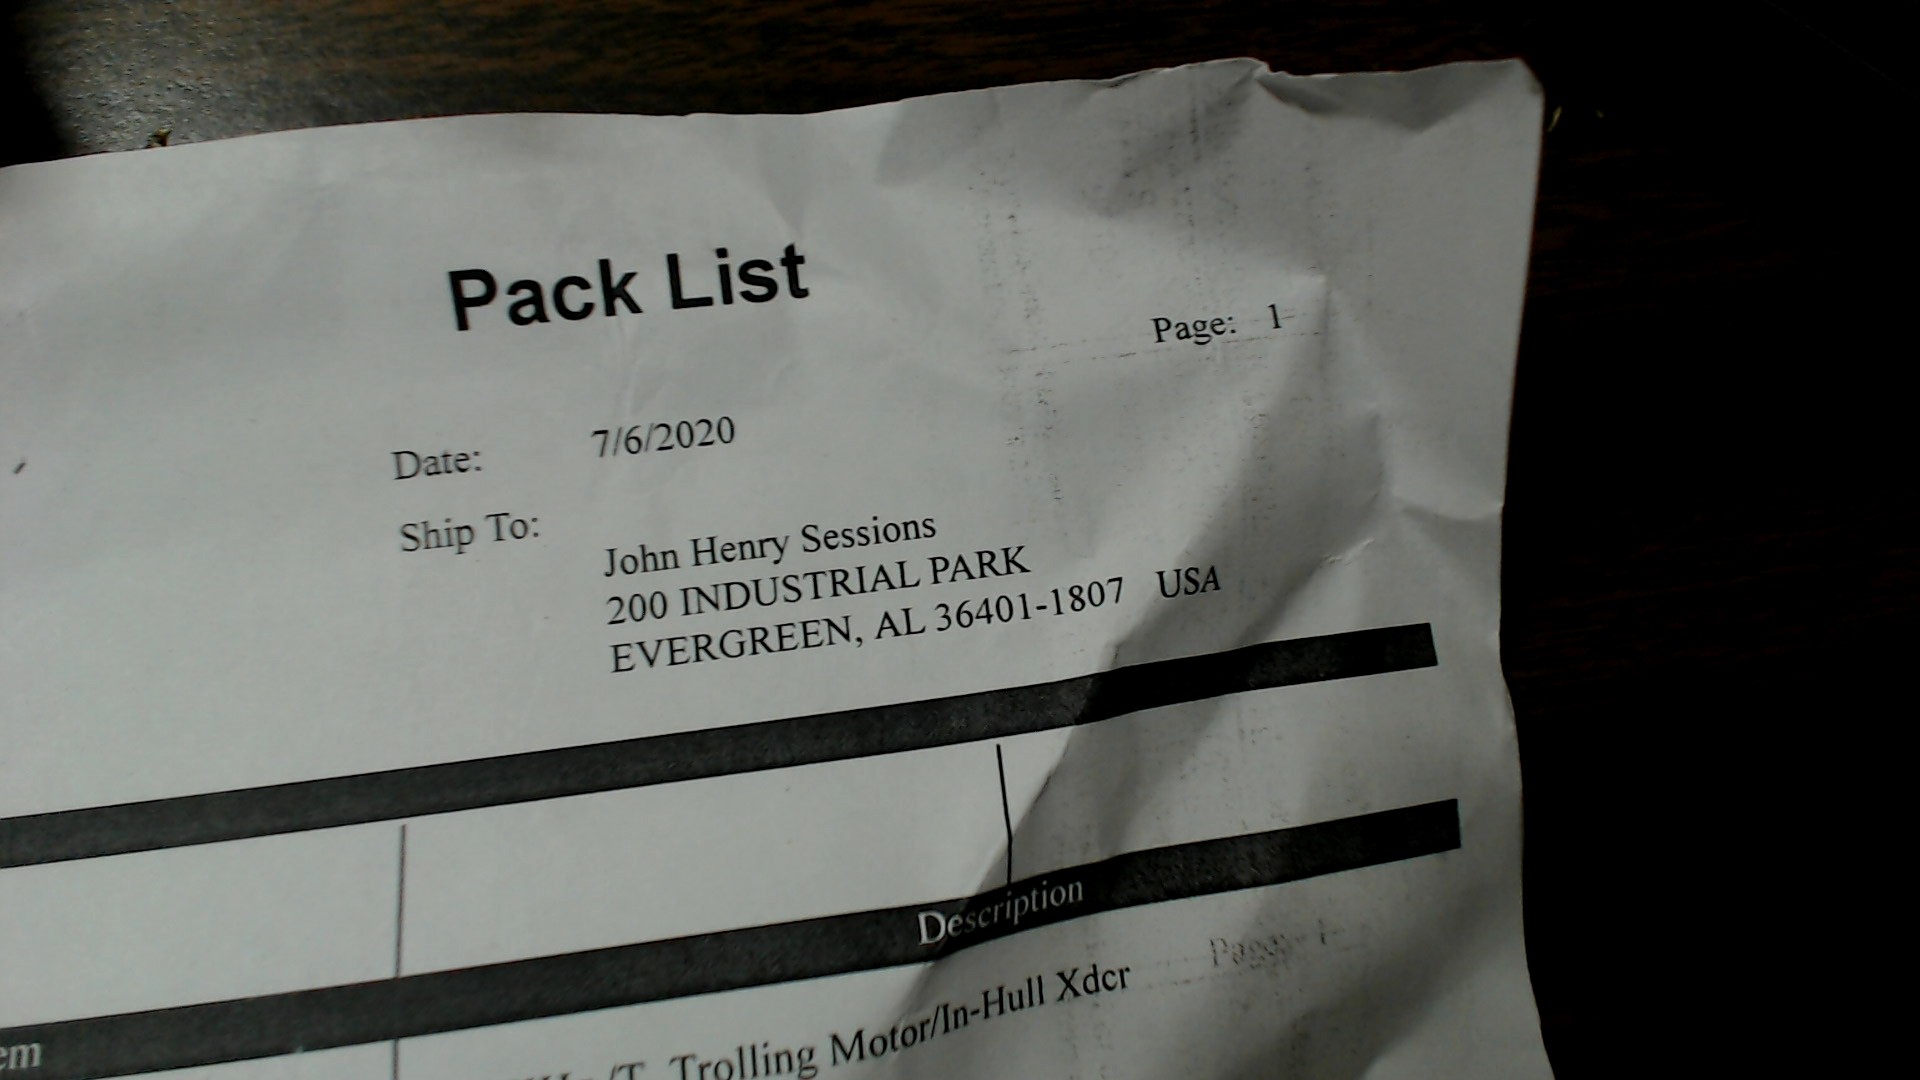 Pack List
Page: 1
Date: 7/6/2020
Ship To:
John Henry Sessions
200 INDUSTRIAL PARK
EVERGREEN, AL 36401-1807 USA
Description
Trolling Motor/In-Hull Xdcr